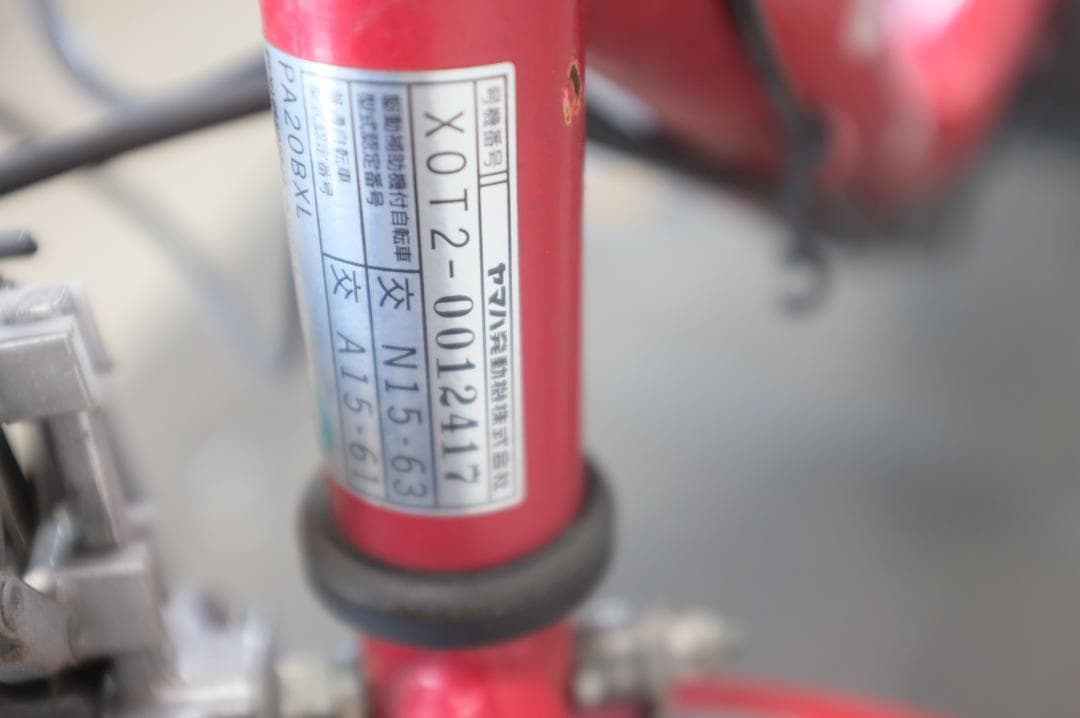 号機番号 ヤマハ発動機株式会社
X0T2-0012417
駆動補助機付自転車
型式認定番号
交 N15-63
普通自転車
型式認定番号
交 A15-61
PA20BXL